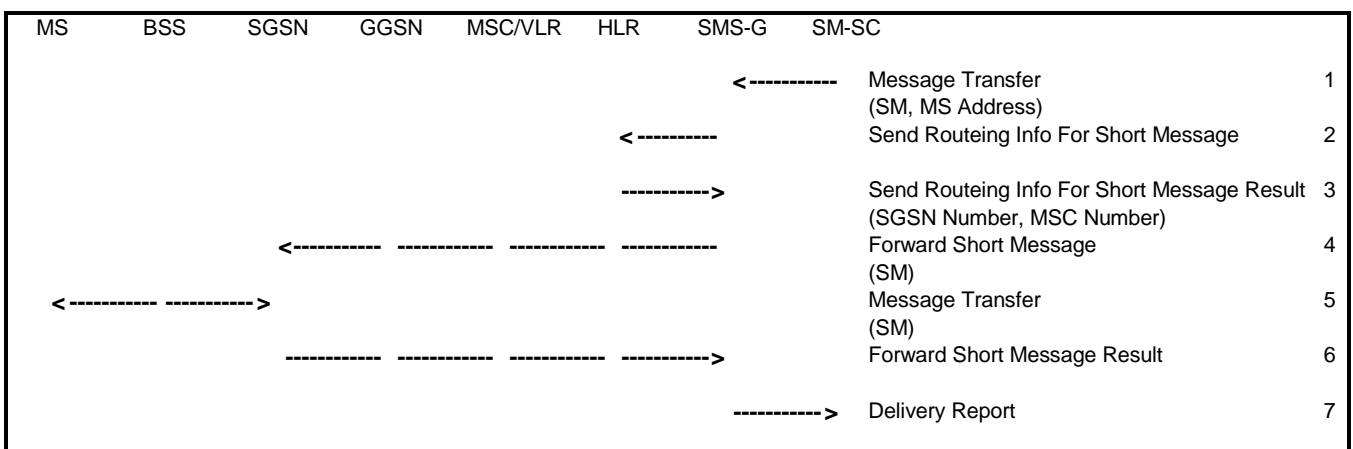 MS BSS SGSN GGSN MSC/VLR HLR SMS-G SM-SC
<----------- Message Transfer 1
(SM, MS Address)
<---------- Send Routeing Info For Short Message 2
-----------> Send Routeing Info For Short Message Result 3
(SGSN Number, MSC Number)
<----------- ------------ ------------ ------------ Forward Short Message 4
(SM)
<----------- -----------> Message Transfer 5
(SM)
------------ ------------ ------------ -----------> Forward Short Message Result 6
-----------> Delivery Report 7